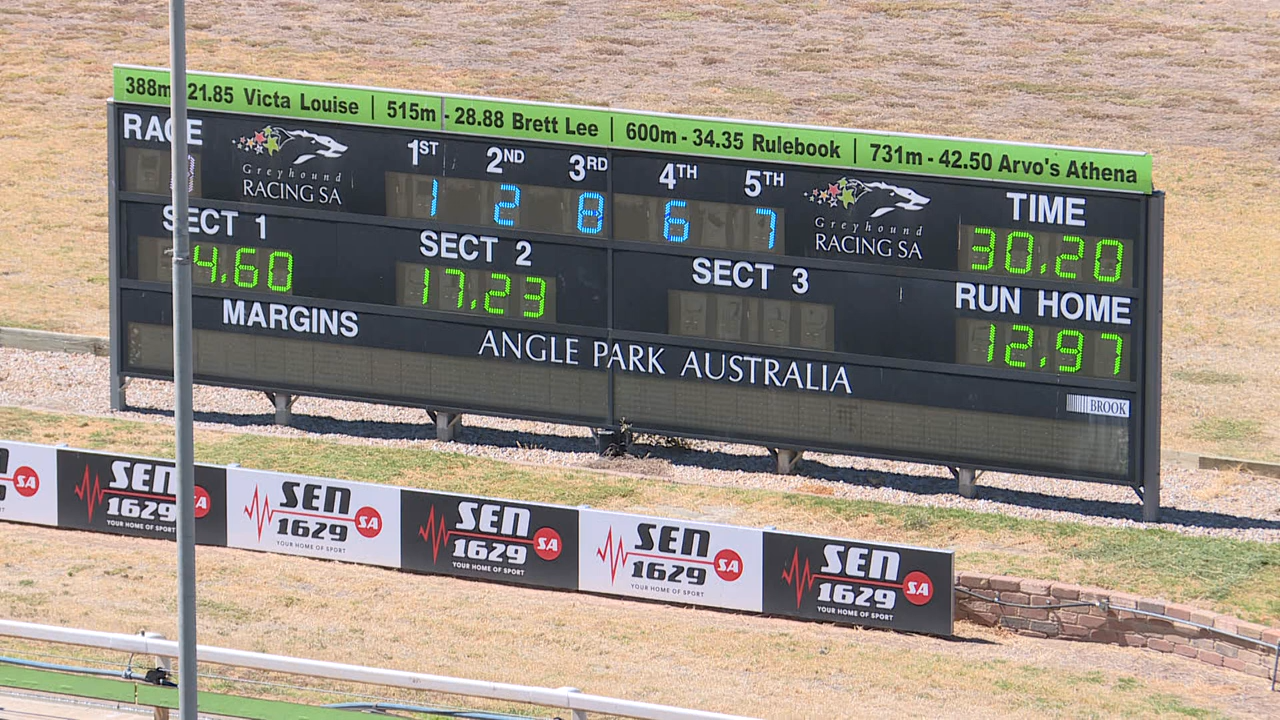 388m 21.85 Victa Louise | 515m - 28.88 Brett Lee | 600m - 34.35 Rulebook | 731m - 42.50 Arvo's Athena
RACE
Greyhound
RACING SA
1ST 2ND 3RD 4TH 5TH
1 2 8 6 7
Greyhound
RACING SA
TIME
30.20
SECT 1
4.60
SECT 2
17.23
SECT 3
RUN HOME
12.97
MARGINS
ANGLE PARK AUSTRALIA
BROOK
SA
SEN
1629 SA
YOUR HOME OF SPORT
SEN
1629 SA
YOUR HOME OF SPORT
SEN
1629 SA
YOUR HOME OF SPORT
SEN
1629 SA
YOUR HOME OF SPORT
SEN
1629 SA
YOUR HOME OF SPORT